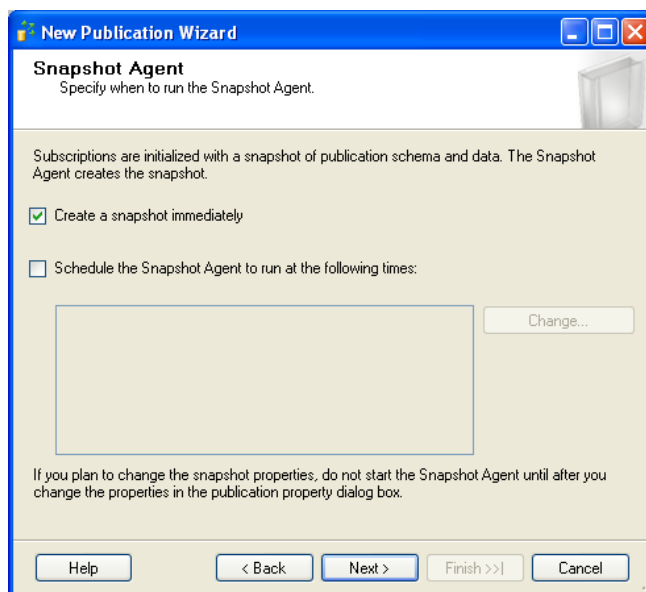 New Publication Wizard
Snapshot Agent
Specify when to run the Snapshot Agent.
Subscriptions are initialized with a snapshot of publication schema and data. The Snapshot
Agent creates the snapshot.
Create a snapshot immediately
Schedule the Snapshot Agent to run at the following times:
Change...
If you plan to change the snapshot properties, do not start the Snapshot Agent until after you
change the properties in the publication property dialog box.
Help < Back Next > Finish >>| Cancel